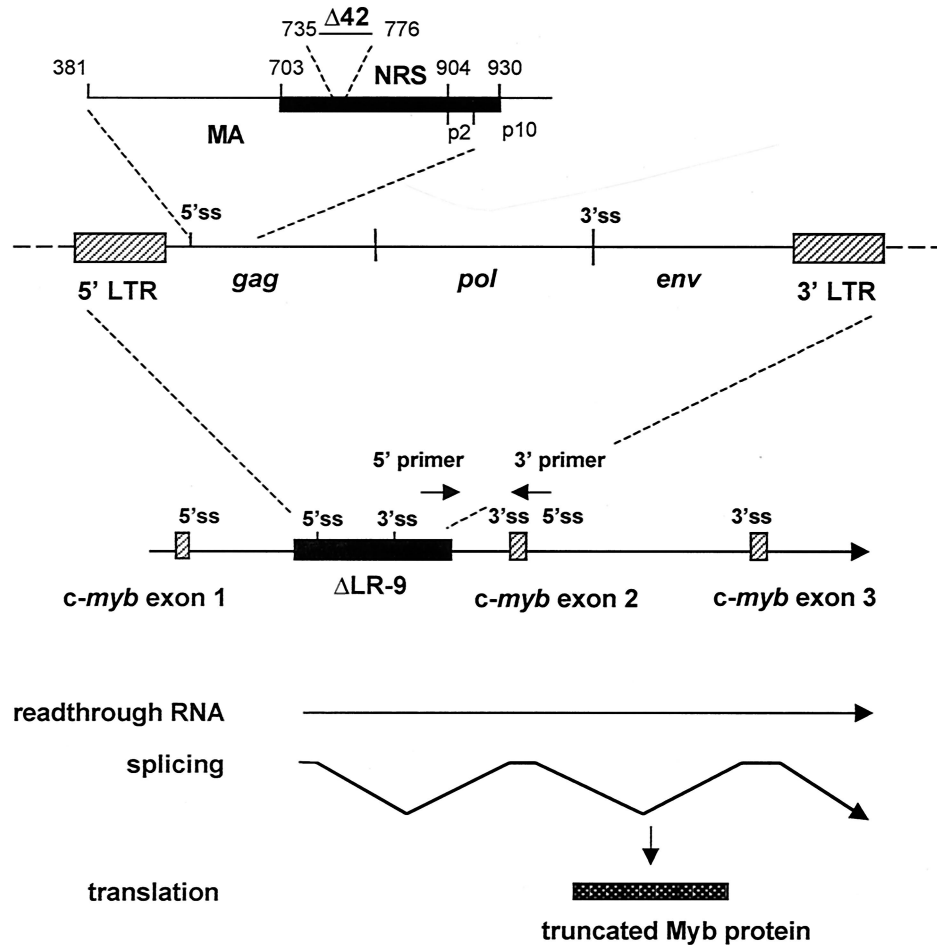 735 Δ42 776
381 703 NRS 904 930
MA p2 p10
5’ss 3’ss
gag pol env
5’ LTR 3’ LTR
5’ primer 3’ primer
5’ss 5’ss 3’ss 3’ss 5’ss 3’ss
ΔLR-9
c-myb exon 1 c-myb exon 2 c-myb exon 3
readthrough RNA
splicing
translation
truncated Myb protein